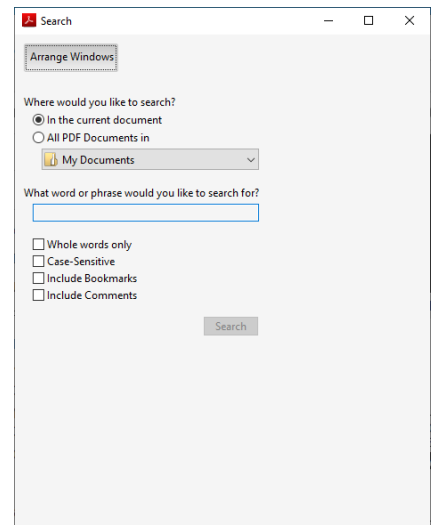 Search
Arrange Windows
Where would you like to search?
In the current document
All PDF Documents in
My Documents
What word or phrase would you like to search for?
Whole words only
Case-Sensitive
Include Bookmarks
Include Comments
Search